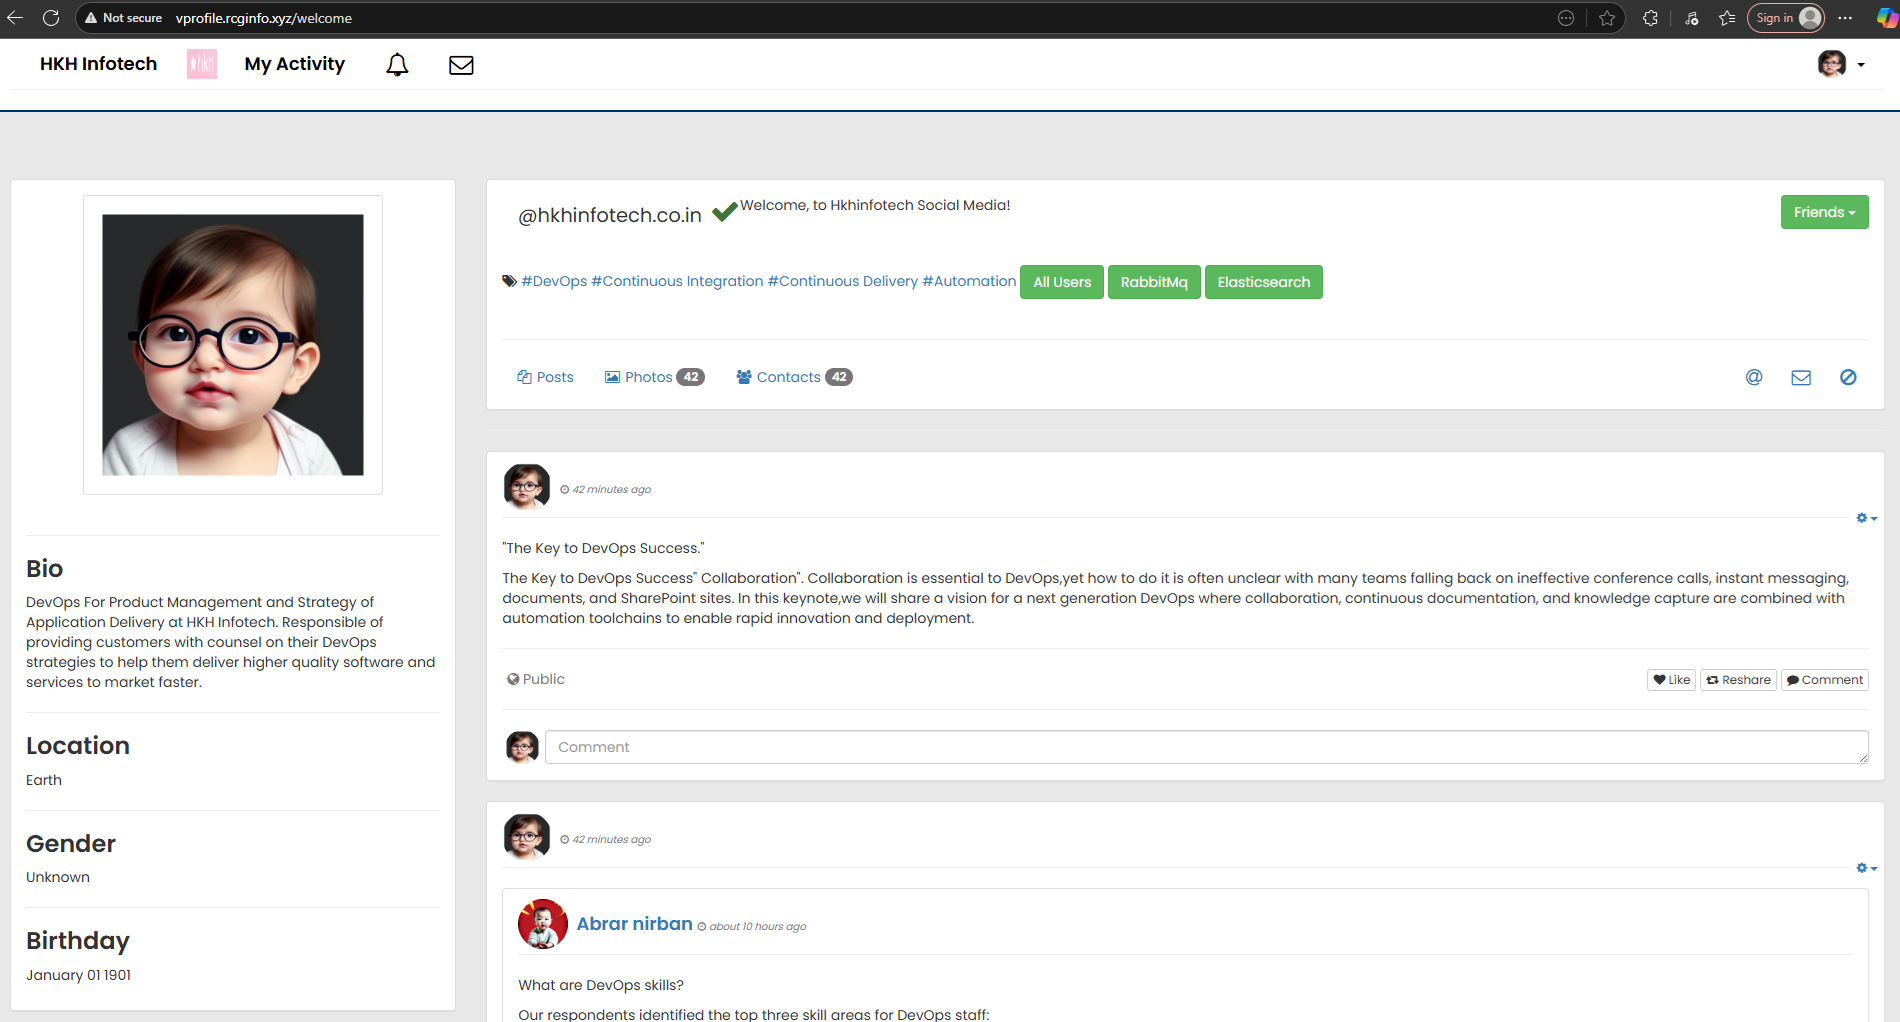 Not secure vprofile.rcginfo.xyz/welcome Sign in
HKH Infotech hkh My Activity
@hkhinfotech.co.in Welcome, to Hkhinfotech Social Media! Friends
#DevOps #Continuous Integration #Continuous Delivery #Automation All Users RabbitMq Elasticsearch
Posts Photos 42 Contacts 42 @
42 minutes ago
"The Key to DevOps Success."
The Key to DevOps Success" Collaboration". Collaboration is essential to DevOps,yet how to do it is often unclear with many teams falling back on ineffective conference calls, instant messaging,
documents, and SharePoint sites. In this keynote,we will share a vision for a next generation DevOps where collaboration, continuous documentation, and knowledge capture are combined with
automation toolchains to enable rapid innovation and deployment.
Public Like Reshare Comment
Comment
42 minutes ago
Abrar nirban about 10 hours ago
What are DevOps skills?
Our respondents identified the top three skill areas for DevOps staff:
Bio
DevOps For Product Management and Strategy of
Application Delivery at HKH Infotech. Responsible of
providing customers with counsel on their DevOps
strategies to help them deliver higher quality software and
services to market faster.
Location
Earth
Gender
Unknown
Birthday
January 01 1901